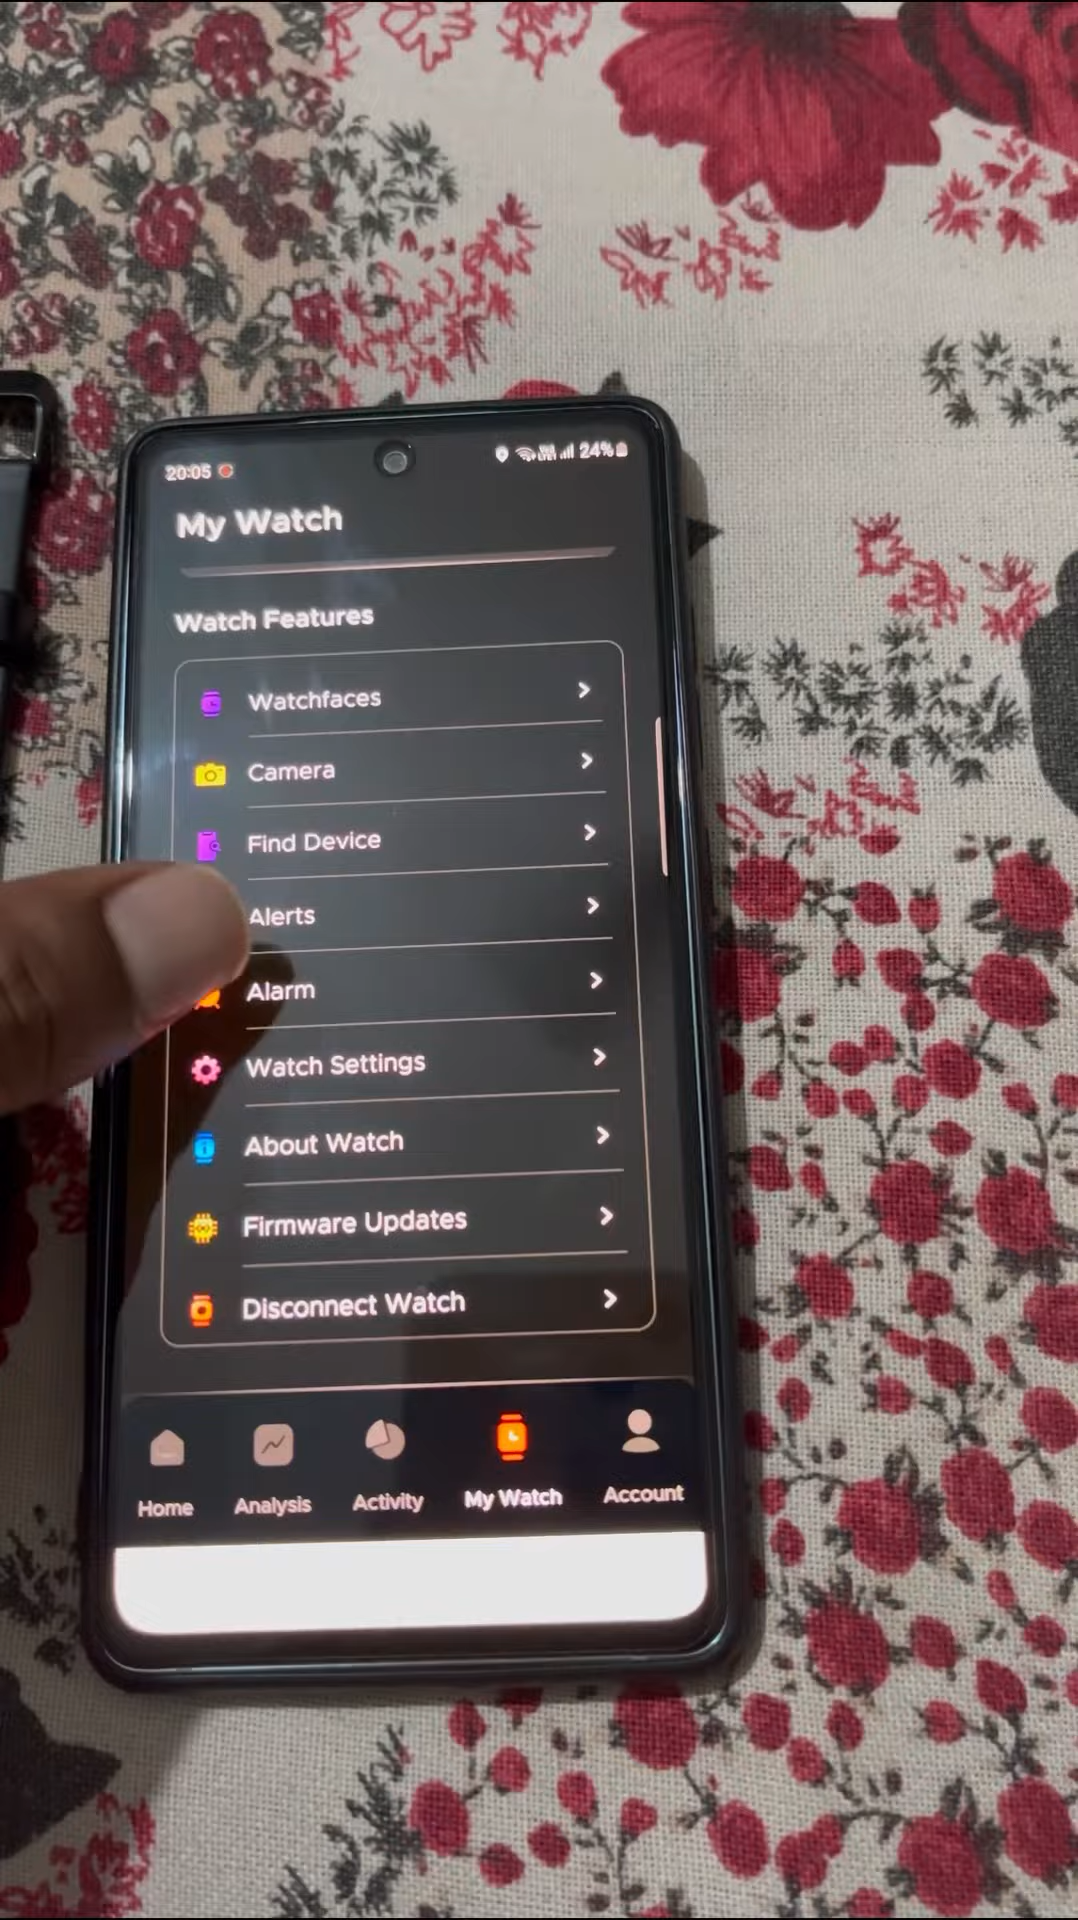 20:05 24%
My Watch
Watch Features
Watchfaces
Camera
Find Device
Alerts
Alarm
Watch Settings
About Watch
Firmware Updates
Disconnect Watch
Home Analysis Activity My Watch Account